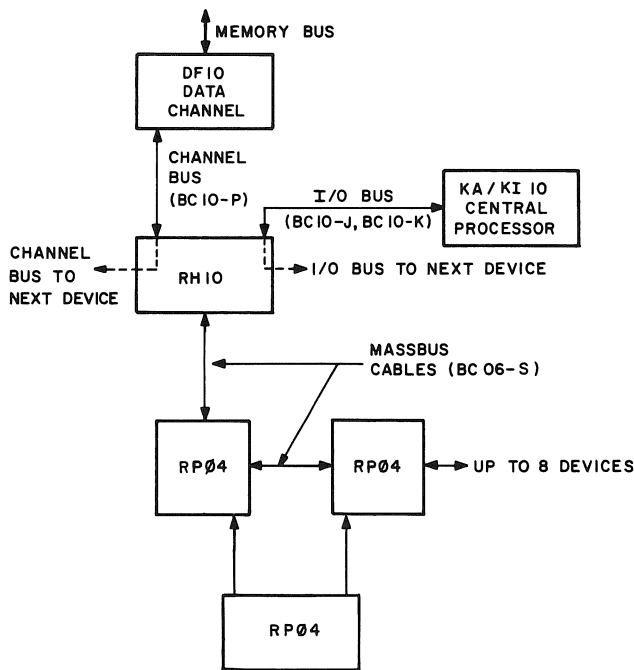 MEMORY BUS
DF10
DATA
CHANNEL
CHANNEL
BUS
(BC10-P)
I/O BUS
(BC10-J, BC10-K)
KA/KI 10
CENTRAL
PROCESSOR
CHANNEL
BUS TO
NEXT DEVICE
RH10
I/O BUS TO NEXT DEVICE
MASSBUS
CABLES (BC06-S)
RPØ4
RPØ4
UP TO 8 DEVICES
RPØ4